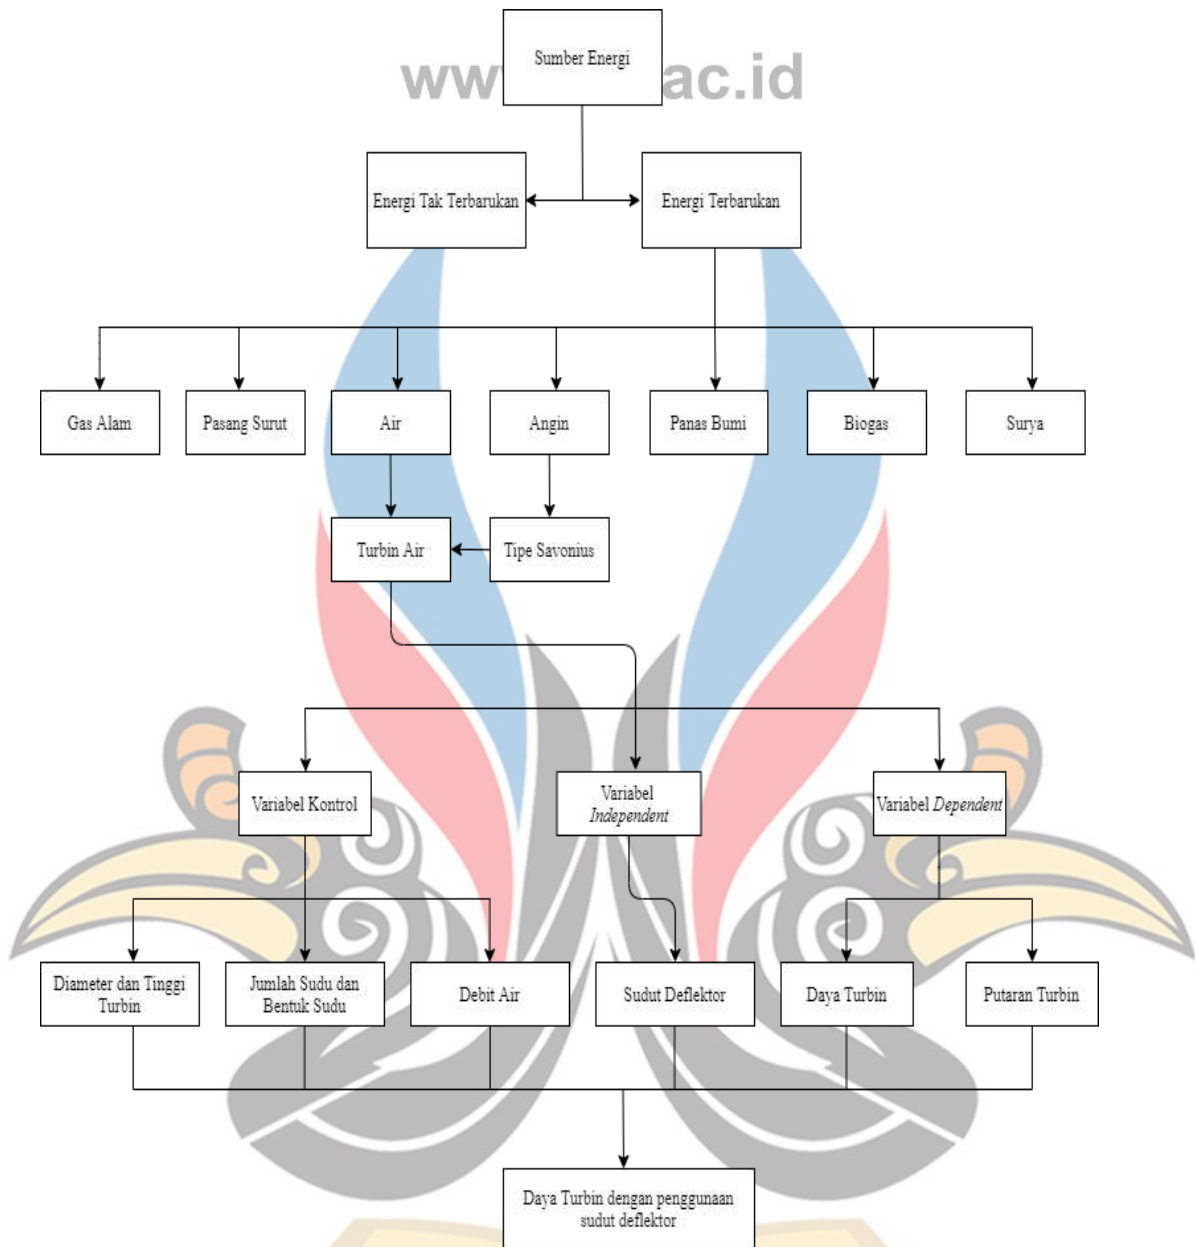 Sumber Energi
ww
ac.id
Energi Tak Terbarukan
Energi Terbarukan
Gas Alam
Pasang Surut
Air
Angin
Panas Bumi
Biogas
Surya
Turbin Air
Tipe Savonius
Variabel Kontrol
Variabel
Independent
Variabel Dependent
Diameter dan Tinggi
Turbin
Jumlah Sudu dan
Bentuk Sudu
Debit Air
Sudut Deflektor
Daya Turbin
Putaran Turbin
Daya Turbin dengan penggunaan
sudut deflektor